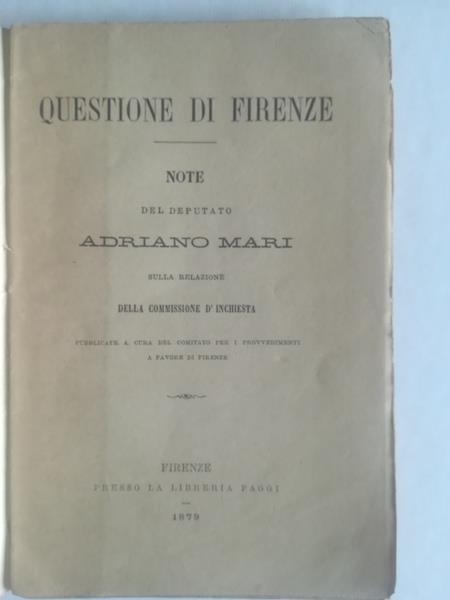 QUESTIONE DI FIRENZE
NOTE
DEL DEPUTATO
ADRIANO MARI
SULLA RELAZIONE
DELLA COMMISSIONE D'INCHIESTA
PUBBLICATE A CURA DEL COMITATO PER I PROVVEDIMENTI
A FAVORE DI FIRENZE
FIRENZE
PRESSO LA LIBRERIA PAGGI
1879